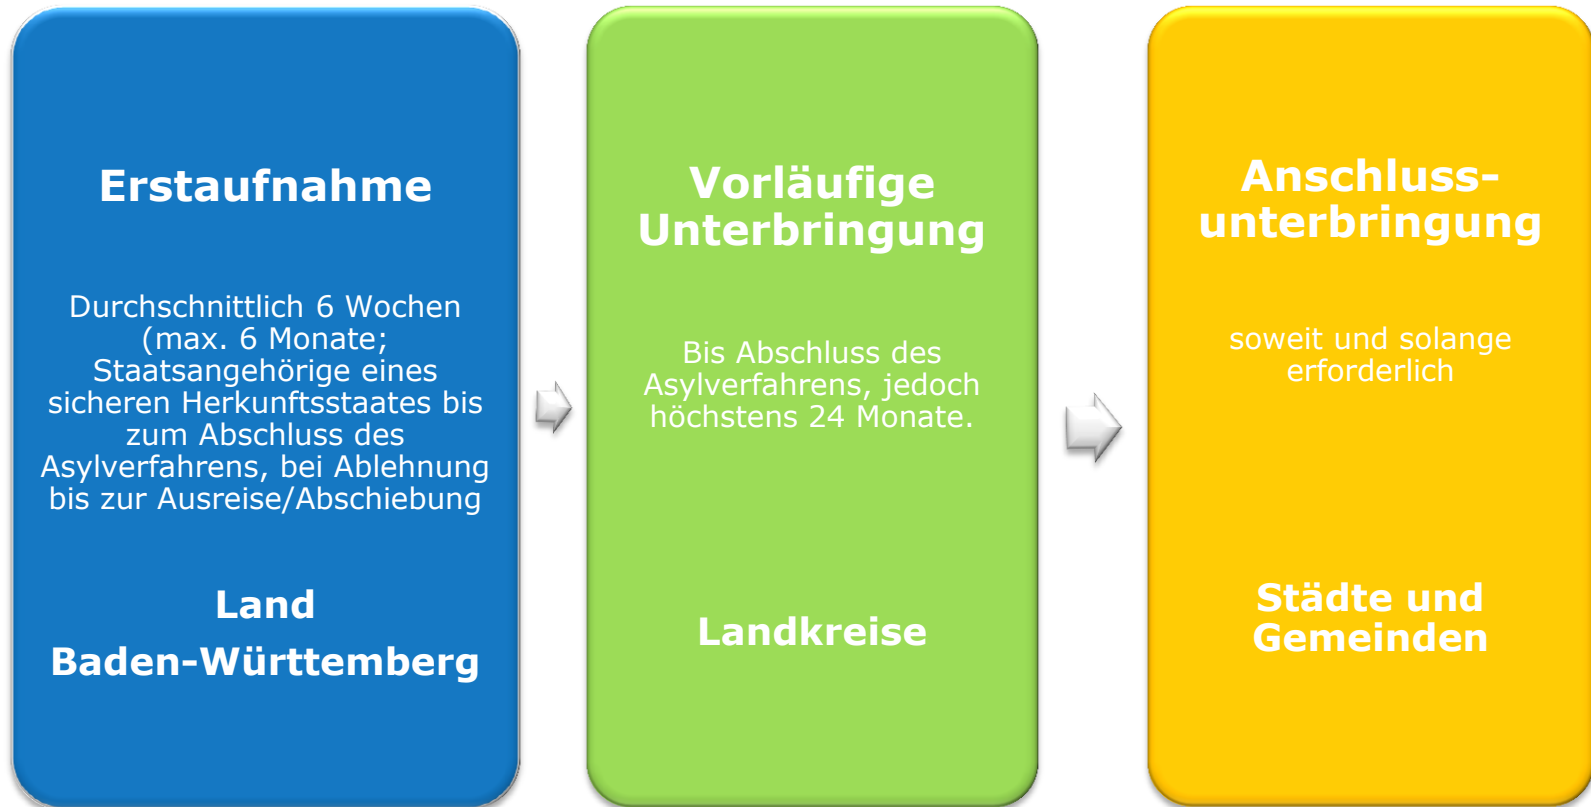 Erstaufnahme
Durchschnittlich 6 Wochen
(max. 6 Monate;
Staatsangehörige eines
sicheren Herkunftsstaates bis
zum Abschluss des
Asylverfahrens, bei Ablehnung
bis zur Ausreise/Abschiebung
Land
Baden-Württemberg
Vorläufige
Unterbringung
Bis Abschluss des
Asylverfahrens, jedoch
höchstens 24 Monate.
Landkreise
Anschluss-
unterbringung
soweit und solange
erforderlich
Städte und
Gemeinden